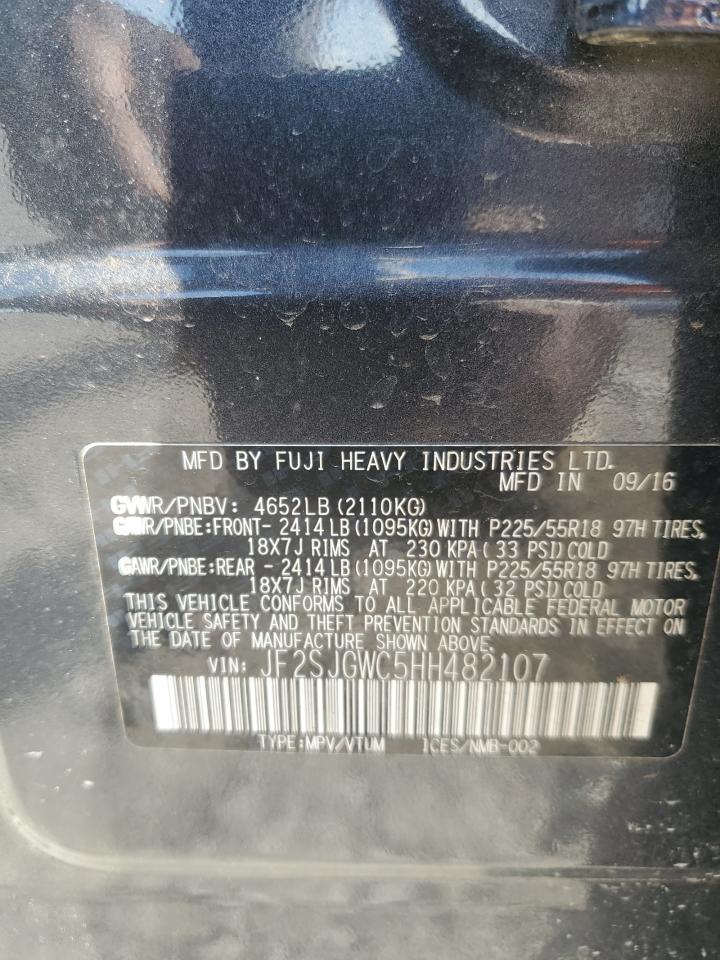 MFD BY FUJI HEAVY INDUSTRIES LTD.
MFD IN 09/16
GVWR/PNBV: 4652LB (2110KG)
GAWR/PNBE:FRONT- 2414 LB (1095KG) WITH P225/55R18 97H TIRES,
18X7J RIMS AT 230 KPA ( 33 PSI) COLD
GAWR/PNBE:REAR - 2414 LB (1095KG) WITH P225/55R18 97H TIRES,
18X7J RIMS AT 220 KPA ( 32 PSI) COLD
THIS VEHICLE CONFORMS TO ALL APPLICABLE FEDERAL MOTOR
VEHICLE SAFETY AND THEFT PREVENTION STANDARDS IN EFFECT ON
THE DATE OF MANUFACTURE SHOWN ABOVE.
VIN: JF2SJGWC5HH482107
TYPE:MPV/VTUM ICES/NMB-002